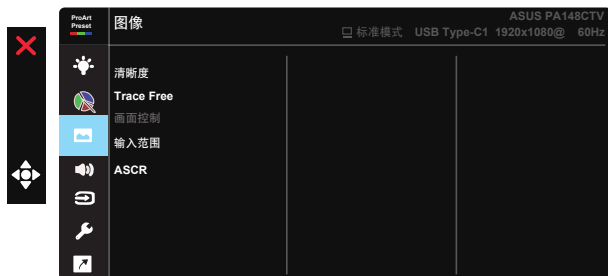 ProArt
Preset
图像
ASUS PA148CTV
标准模式 USB Type-C1 1920x1080@ 60Hz
清晰度
Trace Free
画面控制
输入范围
ASCR